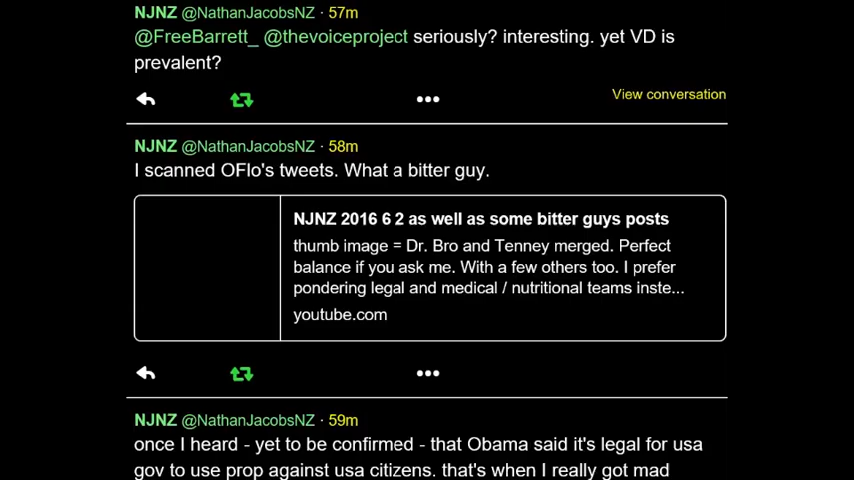 NJNZ @NathanJacobsNZ · 57m
@FreeBarrett_ @thevoiceproject seriously? interesting. yet VD is
prevalent?
View conversation
NJNZ @NathanJacobsNZ · 58m
I scanned OFlo's tweets. What a bitter guy.
NJNZ 2016 6 2 as well as some bitter guys posts
thumb image = Dr. Bro and Tenney merged. Perfect
balance if you ask me. With a few others too. I prefer
pondering legal and medical / nutritional teams inste...
youtube.com
NJNZ @NathanJacobsNZ · 59m
once I heard - yet to be confirmed - that Obama said it's legal for usa
gov to use prop against usa citizens. that's when I really got mad